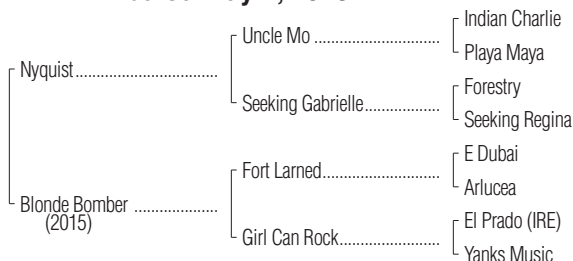 Indian Charlie
Uncle Mo
Playa Maya
Nyquist
Forestry
Seeking Gabrielle
Seeking Regina
E Dubai
Fort Larned
Arlucea
Blonde Bomber
(2015)
El Prado (IRE)
Girl Can Rock
Yanks Music